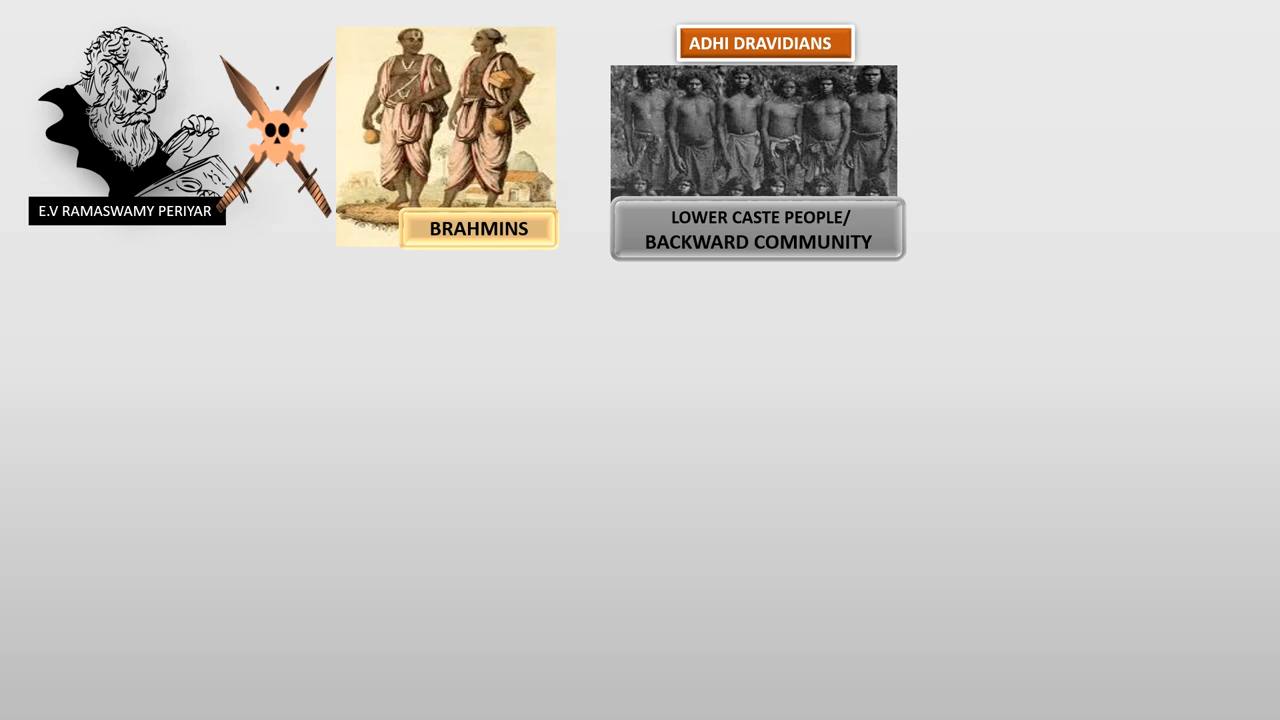 ADHI DRAVIDIANS
E.V RAMASWAMY PERIYAR
BRAHMINS
LOWER CASTE PEOPLE/
BACKWARD COMMUNITY